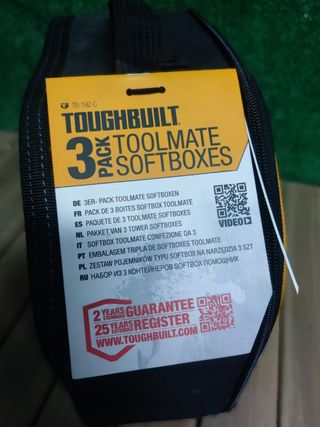 TB-192-C
TOUGHBUILT
3 PACK TOOLMATE
SOFTBOXES
DE 3ER- PACK TOOLMATE SOFTBOXEN
FR PACK DE 3 BOITES SOFTBOX TOOLMATE
ES PAQUETE DE 3 TOOLMATE SOFTBOXES
NL PAKKET VAN 3 TOWER SOFTBOXES
IT SOFTBOX TOOLMATE CONFEZIONE DA 3
PT EMBALAGEM TRIPLA DE SOFTBOXES TOOLMATE
PL ZESTAW POJEMNIKÓW TYPU SOFTBOX NA NARZĘDZIA 3 SZT
RU НАБОР ИЗ 3 КОНТЕЙНЕРОВ SOFTBOX ПОМОЩНИК
VIDEO
2 YEARS STANDARD GUARANTEE
25 YEARS EXTENDED REGISTER
WWW.TOUGHBUILT.COM